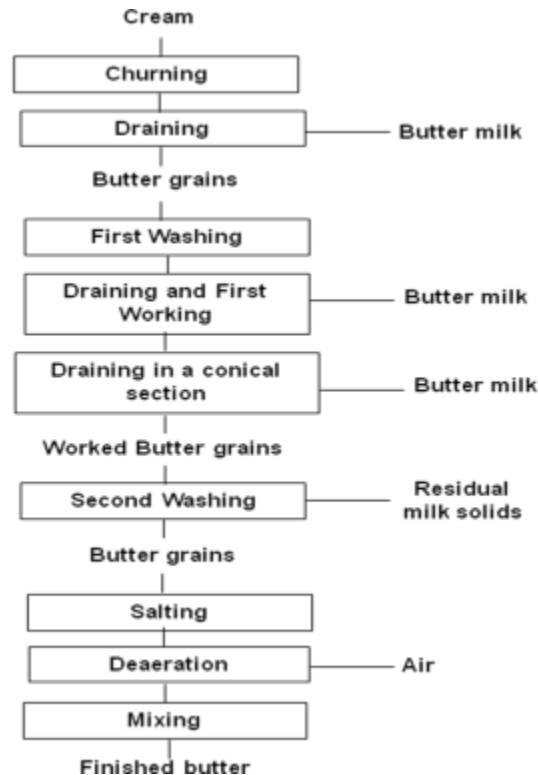 Cream
Churning
Draining
Butter milk
Butter grains
First Washing
Draining and First
Working
Butter milk
Draining in a conical
section
Butter milk
Worked Butter grains
Second Washing
Residual
milk solids
Butter grains
Salting
Deaeration
Air
Mixing
Finished butter